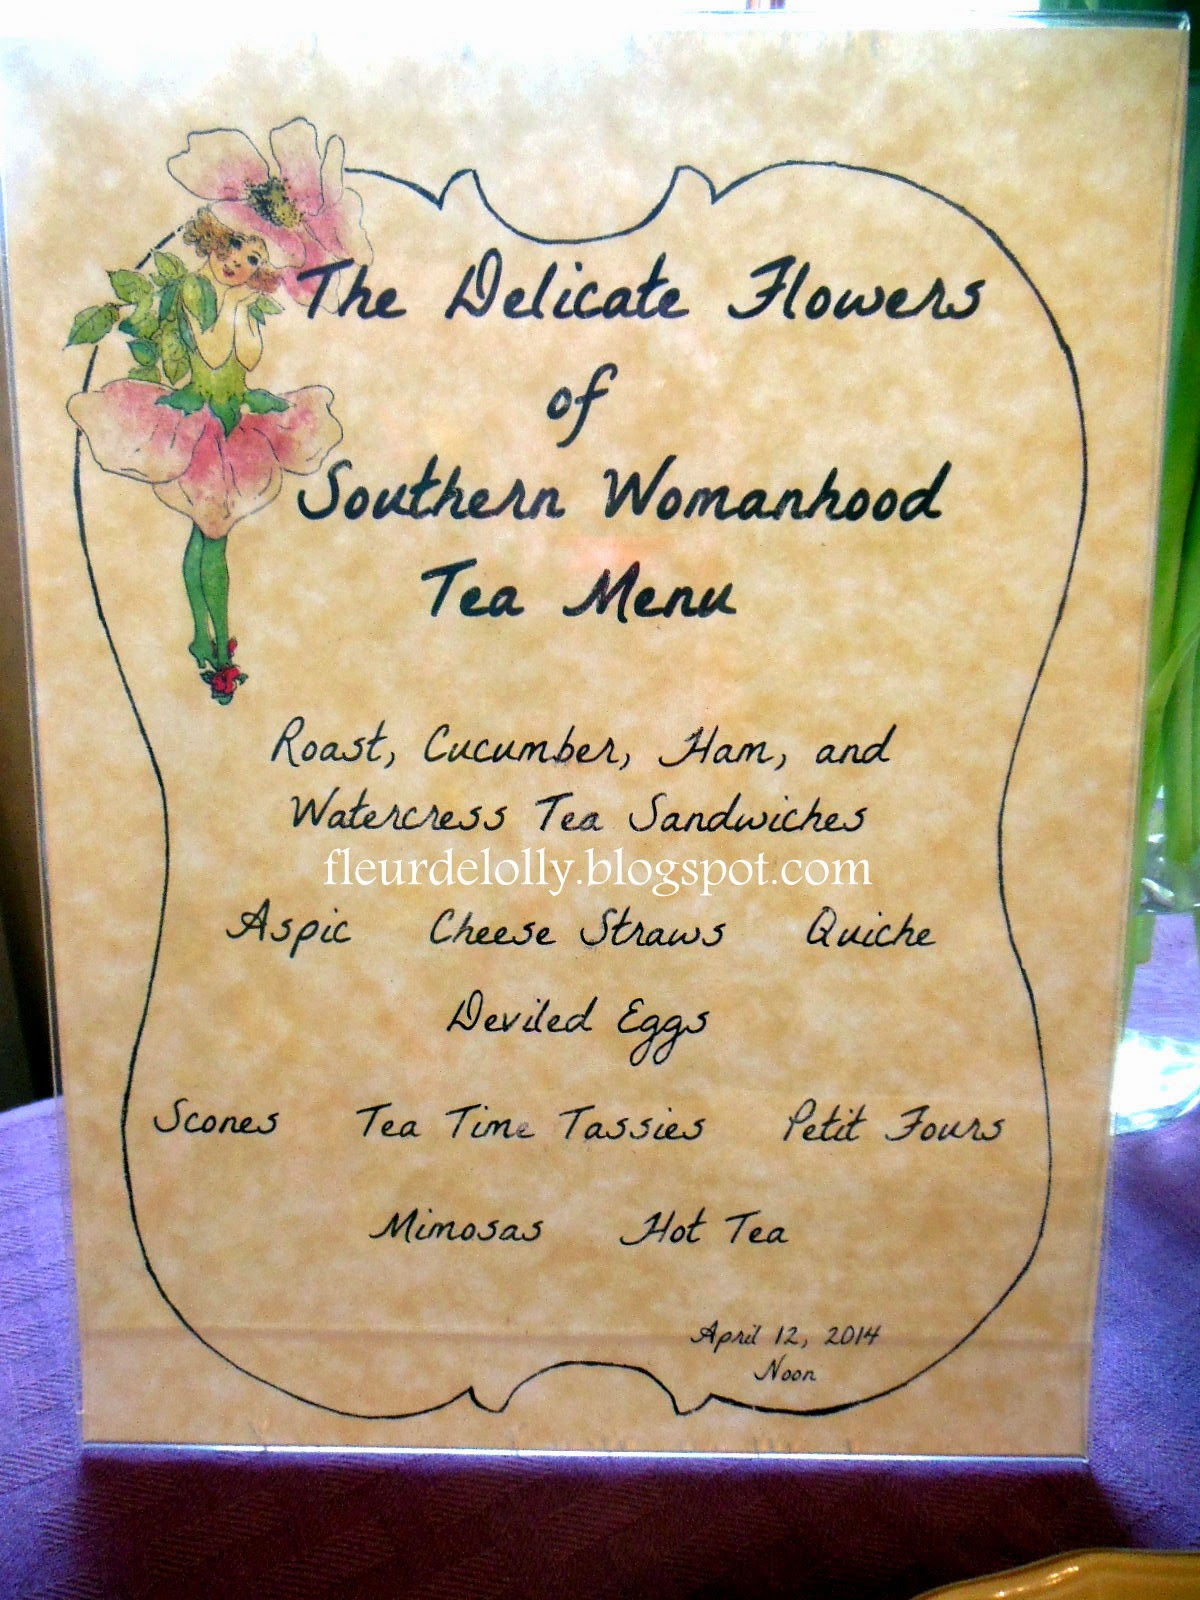 The Delicate Flowers
of
Southern Womanhood
Tea Menu
Roast, Cucumber, Ham, and
Watercress Tea Sandwiches
fleurdelolly.blogspot.com
Aspic Cheese Straws Quiche
Deviled Eggs
Scones Tea Time Tassies Petit Fours
Mimosas Hot Tea
April 12, 2014
Noon